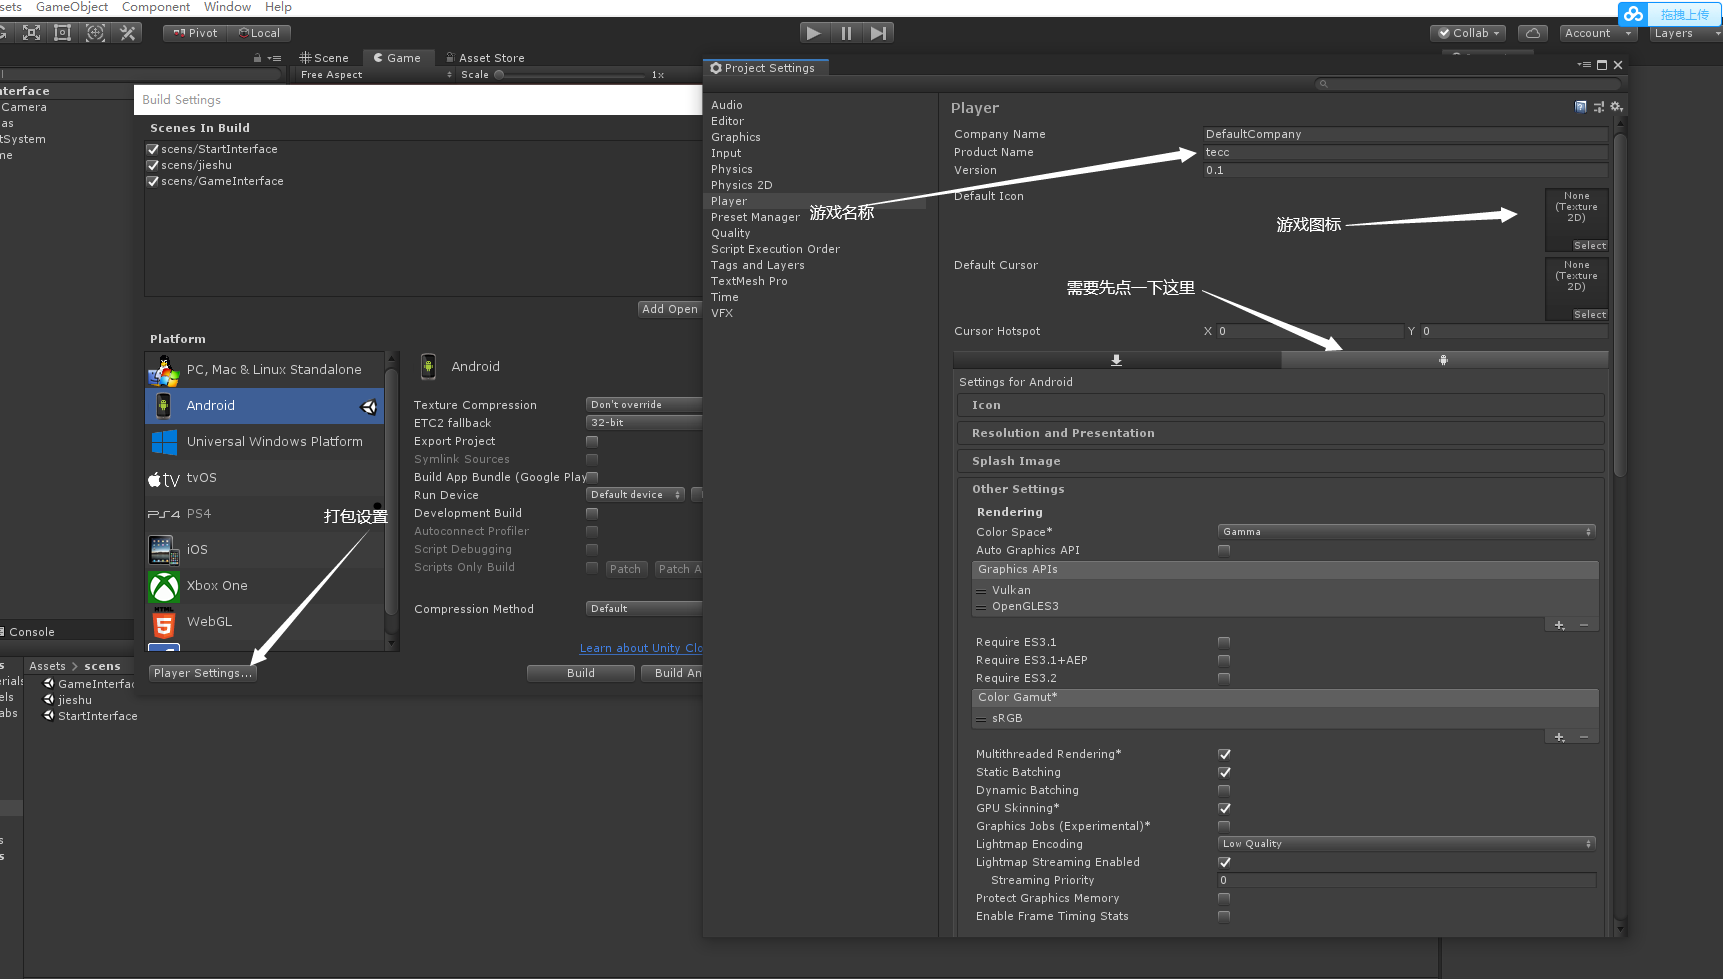 GameObject Component Window Help
拖拽上传
Pivot Local
Collab Account Layers
Scene Game Asset Store
Free Aspect Scale 1x
nterface
Camera
as
tSystem
me
Build Settings
Scenes In Build
scens/StartInterface
scens/jieshu
scens/GameInterface
Add Open
Platform
PC, Mac & Linux Standalone
Android
Universal Windows Platform
tvOS
PS4
iOS
Xbox One
WebGL
打包设置
Player Settings...
Android
Texture Compression Don't override
ETC2 fallback 32-bit
Export Project
Symlink Sources
Build App Bundle (Google Play
Run Device Default device
Development Build
Autoconnect Profiler
Script Debugging
Scripts Only Build Patch Patch A
Compression Method Default
Learn about Unity Clo
Build Build An
Console
Assets > scens
GameInterfac
jieshu
StartInterface
erials
els
abs
Project Settings
Audio
Editor
Graphics
Input
Physics
Physics 2D
Player
Preset Manager
Quality
Script Execution Order
Tags and Layers
TextMesh Pro
Time
VFX
游戏名称
Player
Company Name DefaultCompany
Product Name tecc
Version 0.1
Default Icon
None
(Texture
2D)
Select
游戏图标
Default Cursor
None
(Texture
2D)
Select
需要先点一下这里
Cursor Hotspot X 0 Y 0
Settings for Android
Icon
Resolution and Presentation
Splash Image
Other Settings
Rendering
Color Space* Gamma
Auto Graphics API
Graphics APIs
Vulkan
OpenGLES3
Require ES3.1
Require ES3.1+AEP
Require ES3.2
Color Gamut*
sRGB
Multithreaded Rendering*
Static Batching
Dynamic Batching
GPU Skinning*
Graphics Jobs (Experimental)*
Lightmap Encoding Low Quality
Lightmap Streaming Enabled
Streaming Priority 0
Protect Graphics Memory
Enable Frame Timing Stats